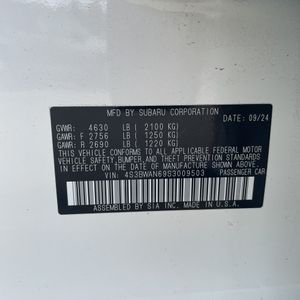 MFD BY SUBARU CORPORATION
DATE: 09/24
GVWR: 4630 LB (2100 KG)
GAWR: F 2756 LB (1250 KG)
GAWR: R 2690 LB (1220 KG)
THIS VEHICLE CONFORMS TO ALL APPLICABLE FEDERAL MOTOR
VEHICLE SAFETY, BUMPER, AND THEFT PREVENTION STANDARDS
IN EFFECT ON THE DATE OF MANUFACTURE SHOWN ABOVE.
VIN: 4S3BWAN69S3009503 PASSENGER CAR
ASSEMBLED BY SIA INC. MADE IN U.S.A.